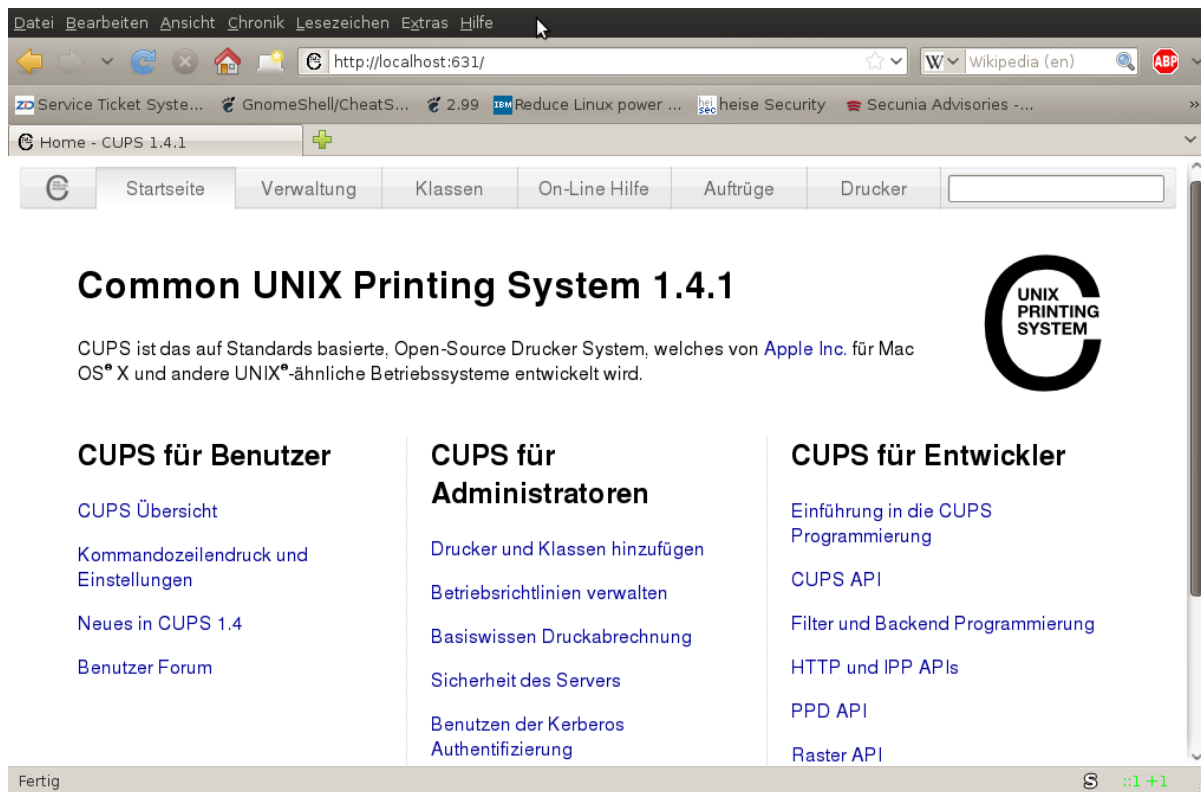 Datei Bearbeiten Ansicht Chronik Lesezeichen Extras Hilfe
http://localhost:631/
W Wikipedia (en)
ABP
ZD Service Ticket Syste... GnomeShell/CheatS... 2.99 IBM Reduce Linux power ... hei sec heise Security Secunia Advisories -... »
Home - CUPS 1.4.1
Startseite Verwaltung Klassen On-Line Hilfe Aufträge Drucker
Common UNIX Printing System 1.4.1
UNIX
PRINTING
SYSTEM
CUPS ist das auf Standards basierte, Open-Source Drucker System, welches von Apple Inc. für Mac
OS® X und andere UNIX®-ähnliche Betriebssysteme entwickelt wird.
CUPS für Benutzer
CUPS Übersicht
Kommandozeilendruck und
Einstellungen
Neues in CUPS 1.4
Benutzer Forum
CUPS für
Administratoren
Drucker und Klassen hinzufügen
Betriebsrichtlinien verwalten
Basiswissen Druckabrechnung
Sicherheit des Servers
Benutzen der Kerberos
Authentifizierung
CUPS für Entwickler
Einführung in die CUPS
Programmierung
CUPS API
Filter und Backend Programmierung
HTTP und IPP APIs
PPD API
Raster API
Fertig
S ::1 +1